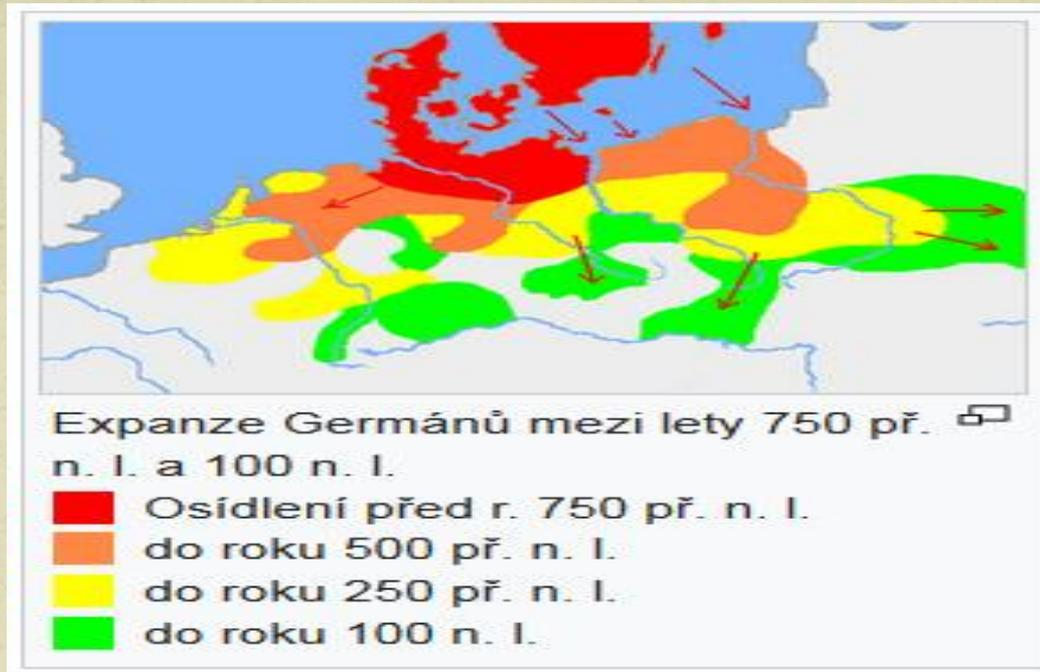 Expanze Germánů mezi lety 750 př.
n. l. a 100 n. l.
Osídlení před r. 750 př. n. l.
do roku 500 př. n. l.
do roku 250 př. n. l.
do roku 100 n. l.